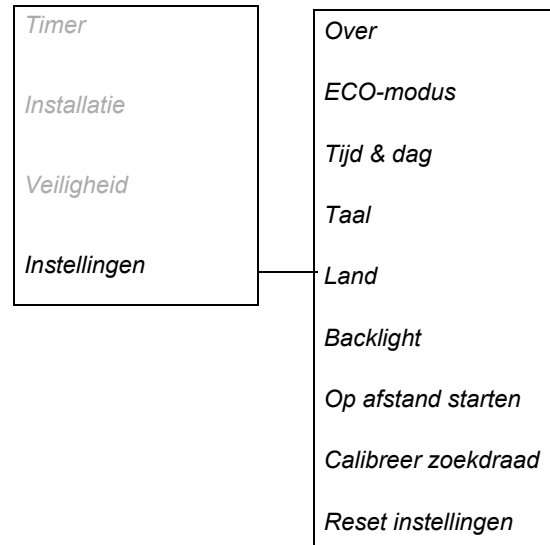 Timer
Installatie
Veiligheid
Instellingen
Over
ECO-modus
Tijd & dag
Taal
Land
Backlight
Op afstand starten
Calibreer zoekdraad
Reset instellingen